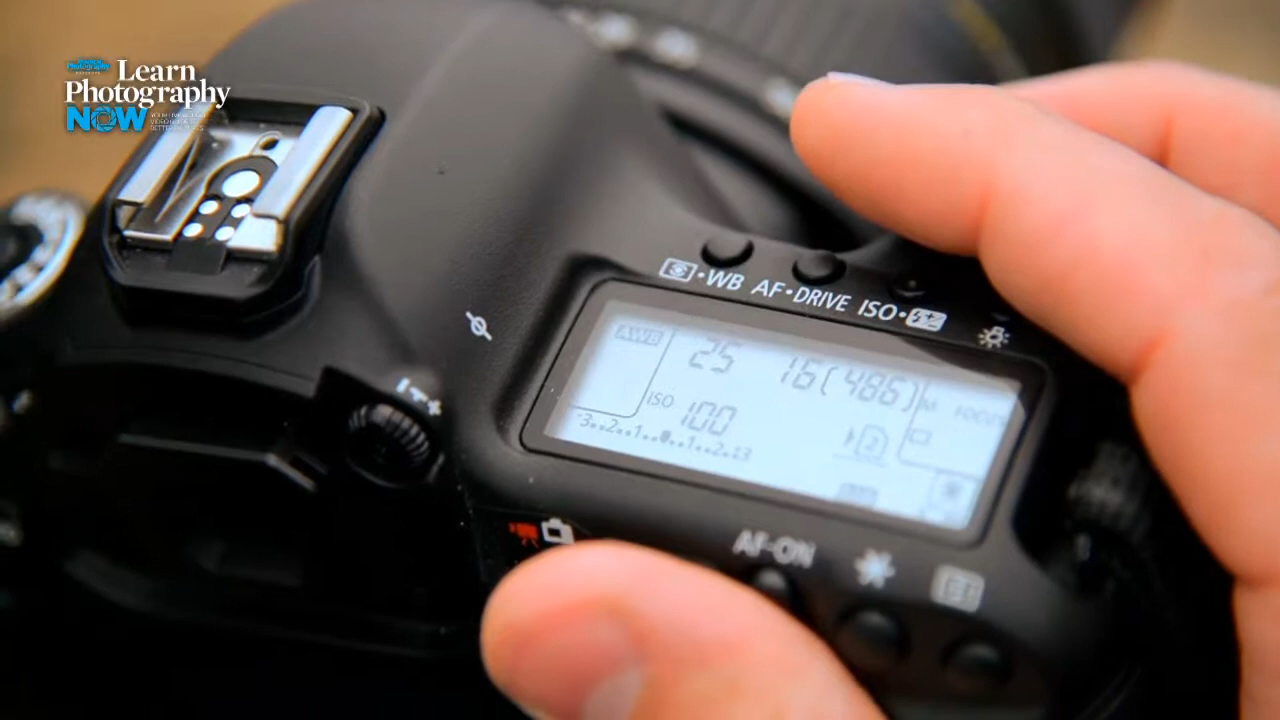 Photography
Learn
Photography
NOW
WB AF•DRIVE ISO•
AWB
25 16(486)
ISO 100
3..2..1..0..1..2..3
AF-ON